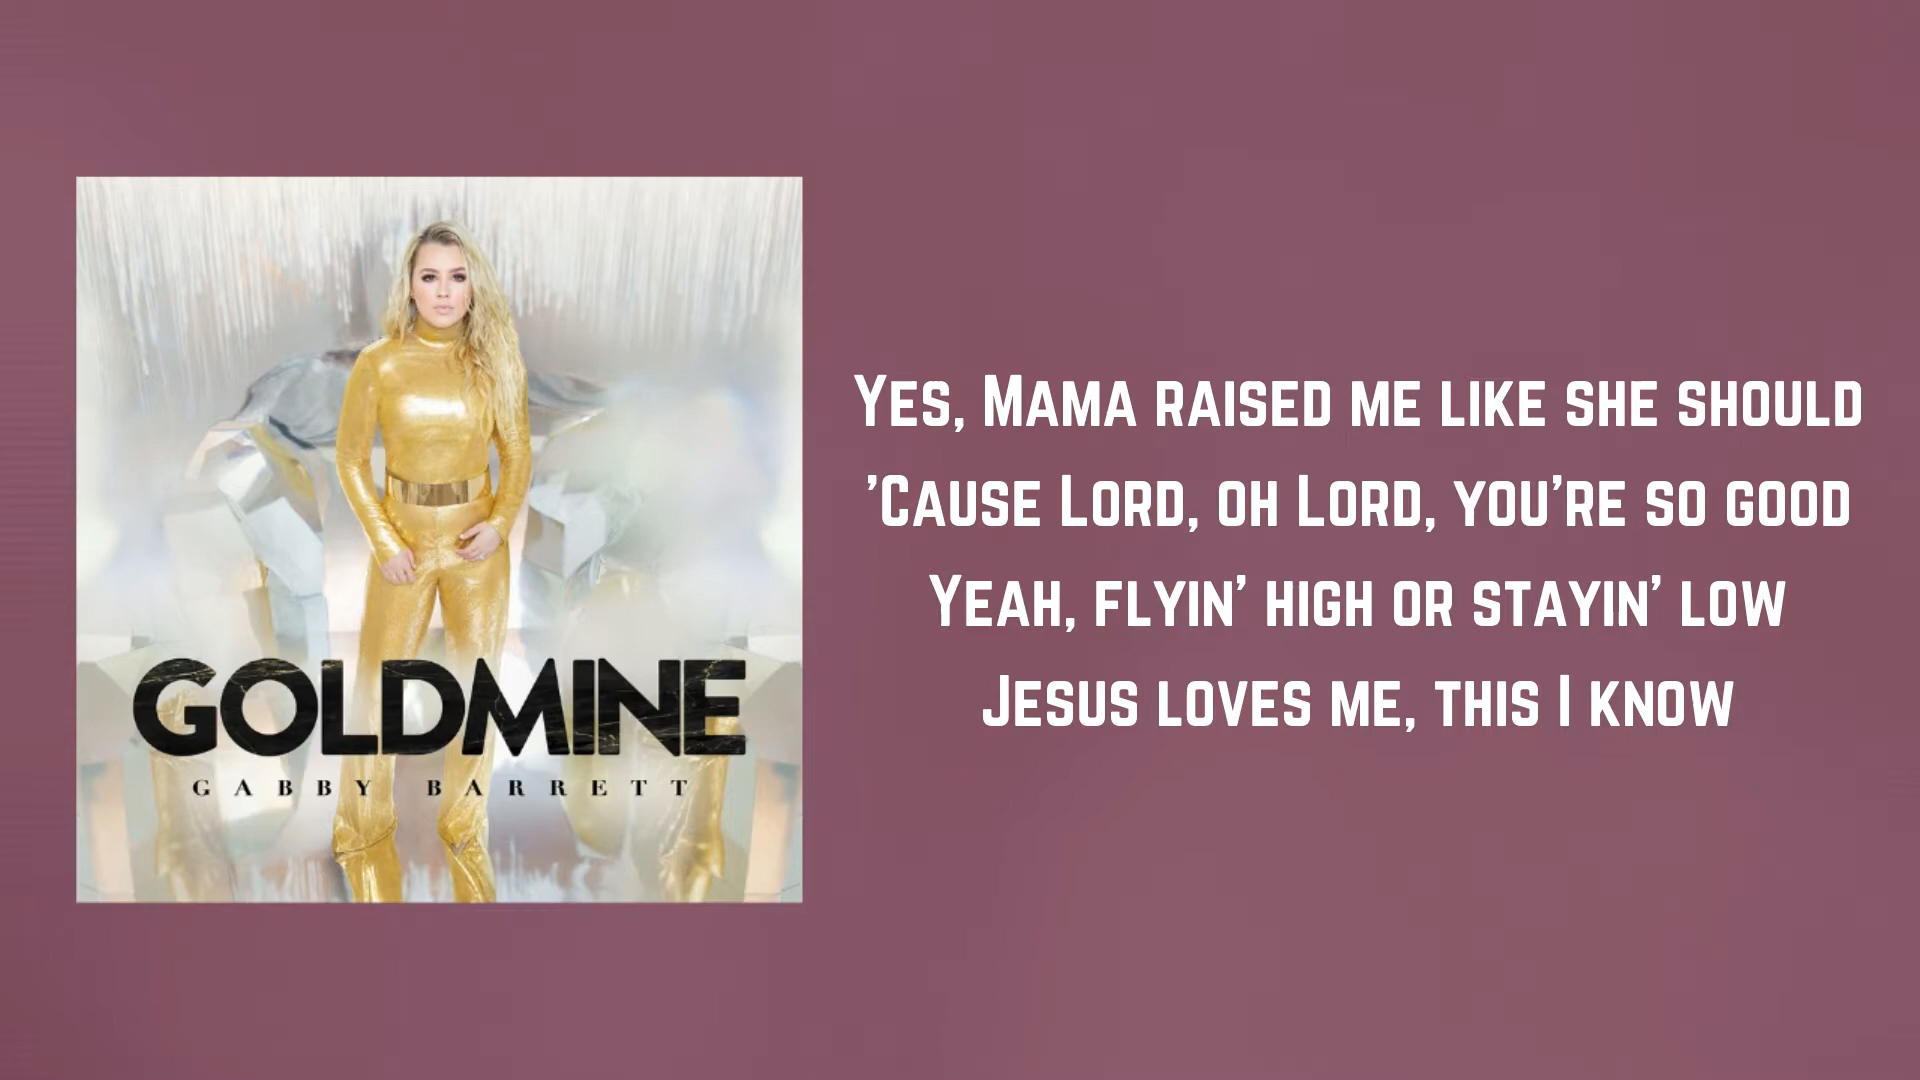 GOLDMINE
GABBY BARRETT
Yes, Mama raised me like she should
’Cause Lord, oh Lord, you’re so good
Yeah, flyin’ high or stayin’ low
Jesus loves me, this I know